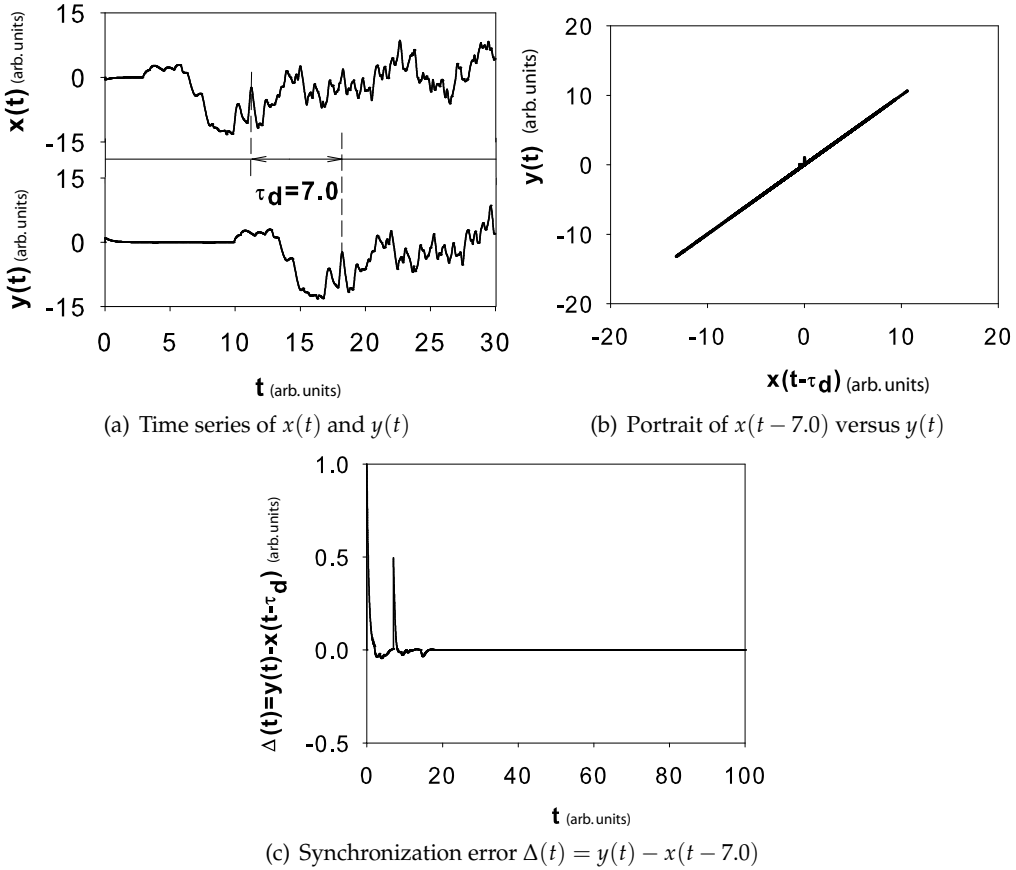 x(t) (arb. units)
15
0
-15
τd=7.0
y(t) (arb. units)
15
0
-15
0 5 10 15 20 25 30
t (arb. units)
(a) Time series of x(t) and y(t)
y(t) (arb. units)
20
10
0
-10
-20
-20 -10 0 10 20
x(t-τd) (arb. units)
(b) Portrait of x(t − 7.0) versus y(t)
Δ(t)=y(t)-x(t-τd) (arb. units)
1.0
0.5
0.0
-0.5
0 20 40 60 80 100
t (arb. units)
(c) Synchronization error Δ(t) = y(t) − x(t − 7.0)